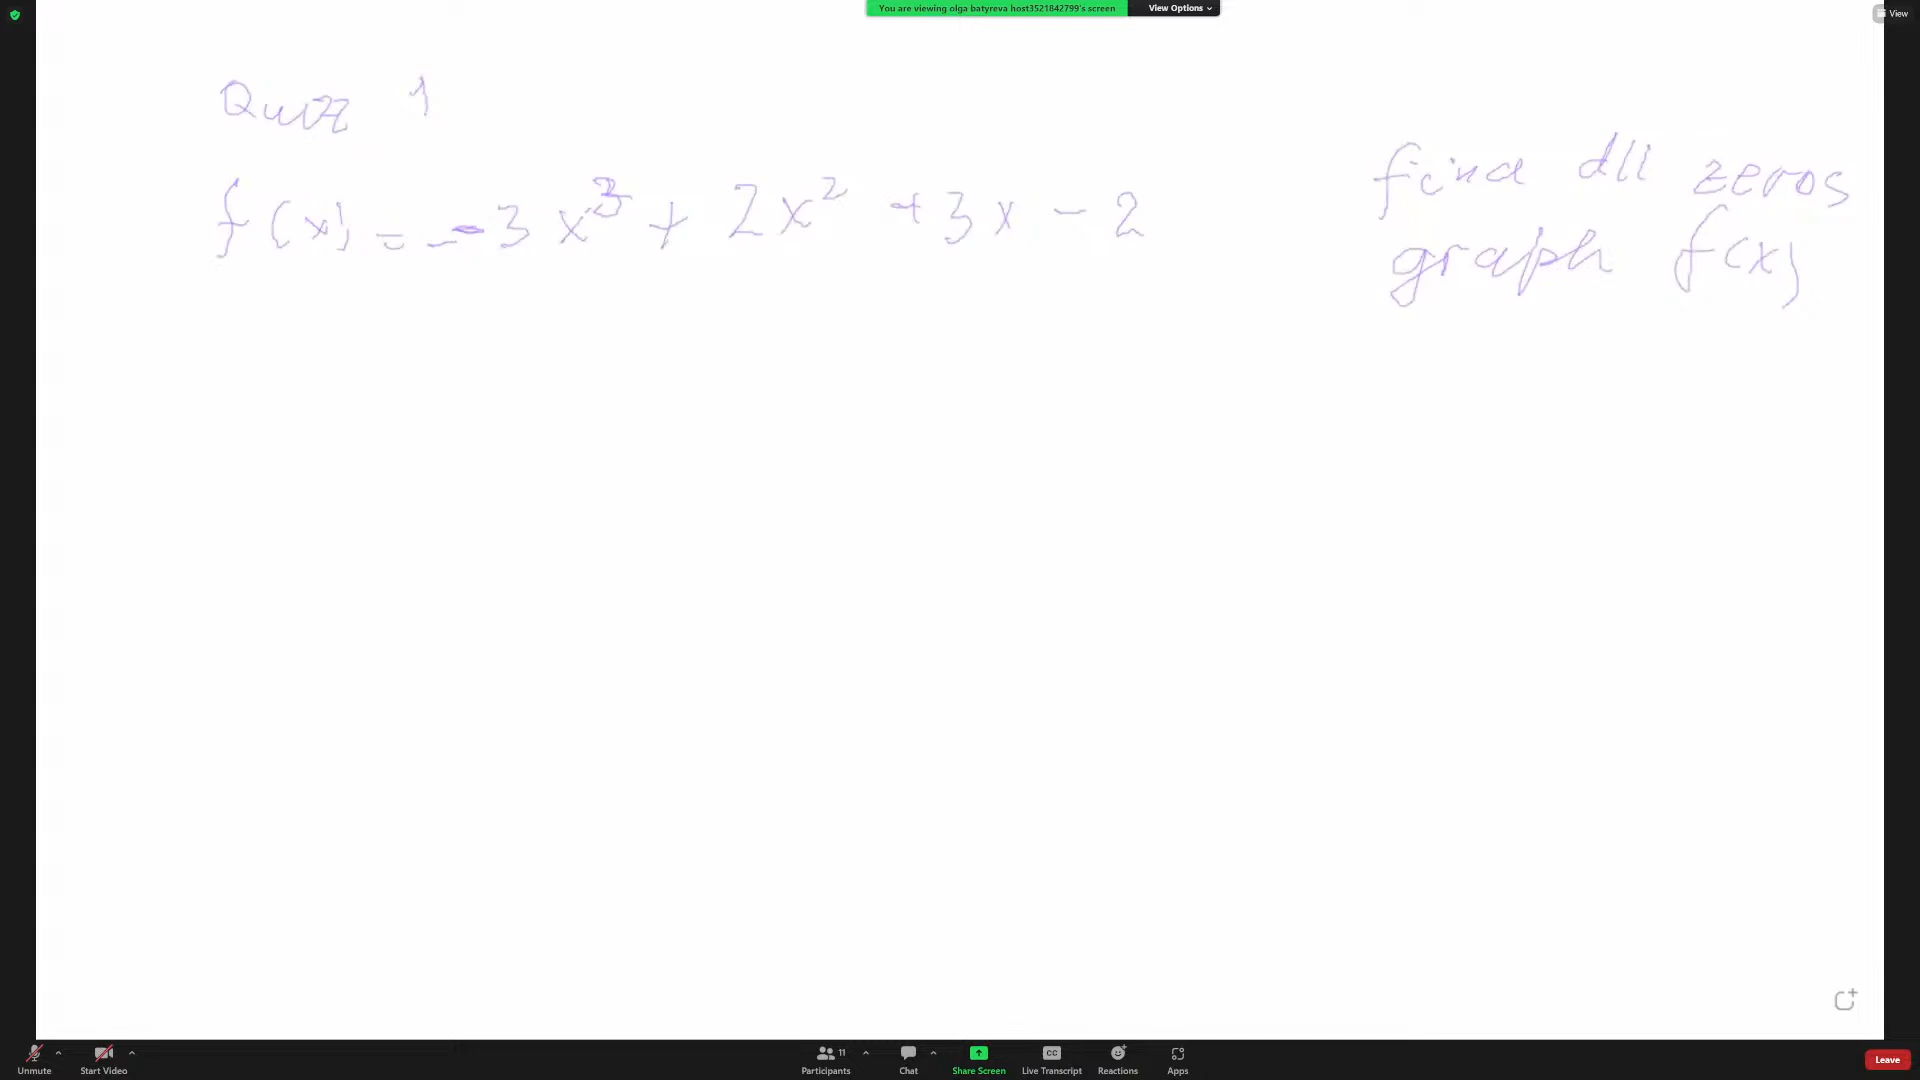 You are viewing olga batyreva host3521842799's screen View Options
View
Quiz 1
f(x) = -3x³ + 2x² + 3x - 2
find all zeros
graph f(x)
Unmute Start Video Participants 11 Chat Share Screen CC Live Transcript Reactions Apps Leave